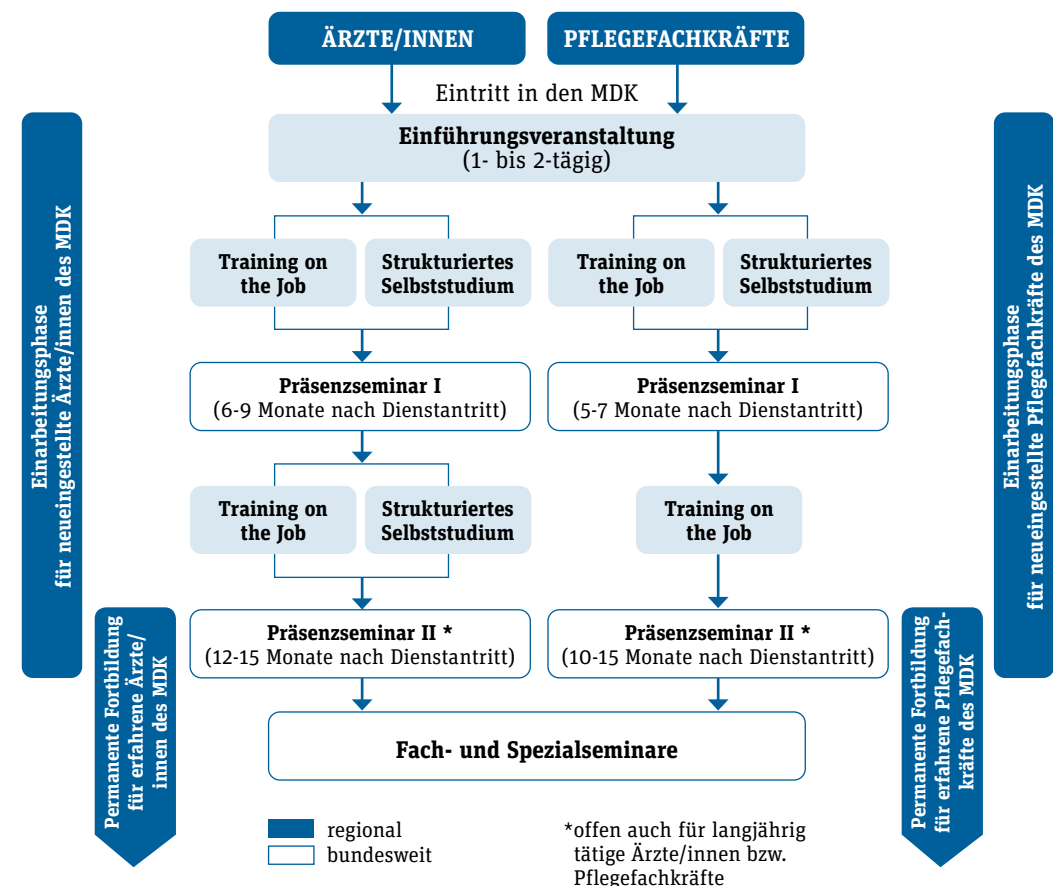 ÄRZTE/INNEN
PFLEGEFACHKRÄFTE
Eintritt in den MDK
Einführungsveranstaltung
(1- bis 2-tägig)
Einarbeitungsphase
für neueingestellte Ärzte/innen des MDK
Training on
the Job
Strukturiertes
Selbststudium
Training on
the Job
Strukturiertes
Selbststudium
Präsenzseminar I
(6-9 Monate nach Dienstantritt)
Präsenzseminar I
(5-7 Monate nach Dienstantritt)
Training on
the Job
Strukturiertes
Selbststudium
Training on
the Job
Einarbeitungsphase
für neueingestellte Pflegefachkräfte des MDK
Präsenzseminar II *
(12-15 Monate nach Dienstantritt)
Präsenzseminar II *
(10-15 Monate nach Dienstantritt)
Permanente Fortbildung
für erfahrene Ärzte/
innen des MDK
Fach- und Spezialseminare
Permanente Fortbildung
für erfahrene Pflegefach-
kräfte des MDK
regional
bundesweit
*offen auch für langjährig
tätige Ärzte/innen bzw.
Pflegefachkräfte